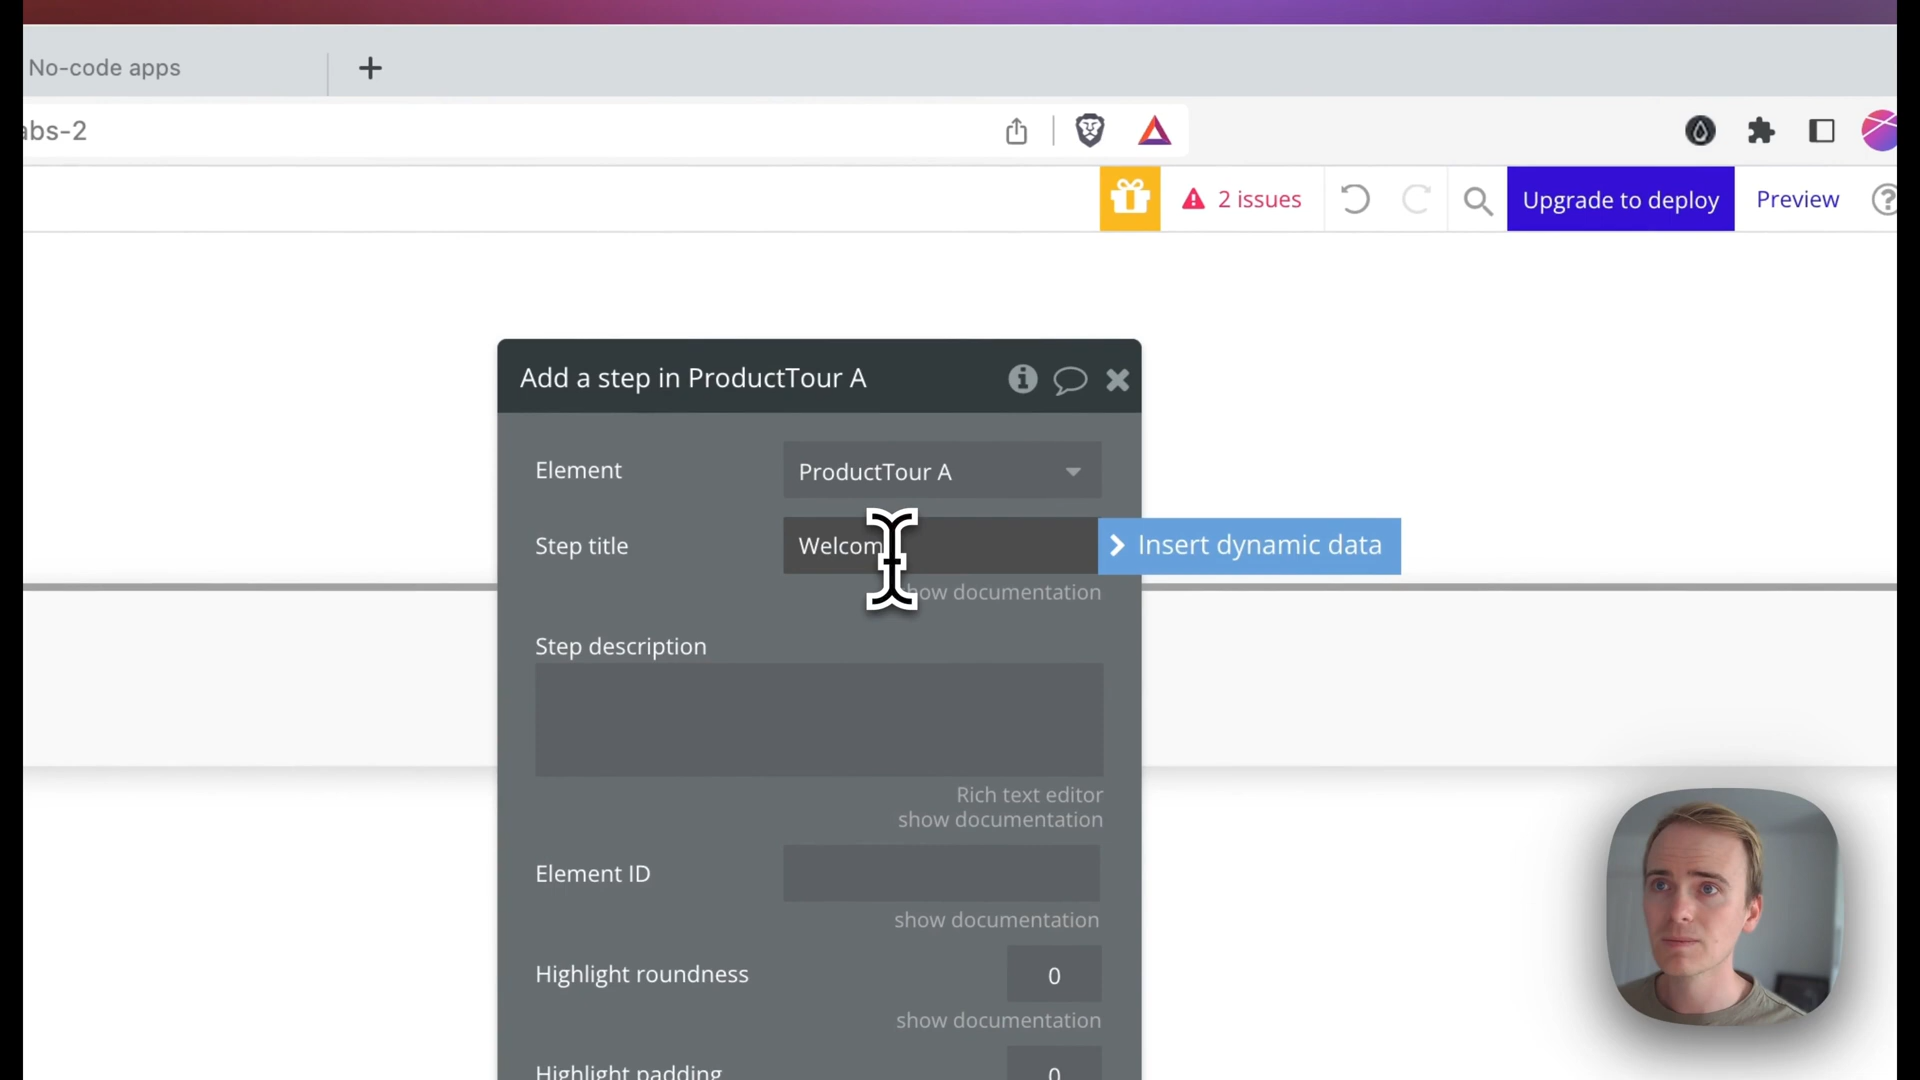 No-code apps
abs-2
2 issues
Upgrade to deploy
Preview
Add a step in ProductTour A
Element
ProductTour A
Step title
Welcom
Insert dynamic data
show documentation
Step description
Rich text editor
show documentation
Element ID
show documentation
Highlight roundness
0
show documentation
Highlight padding
0